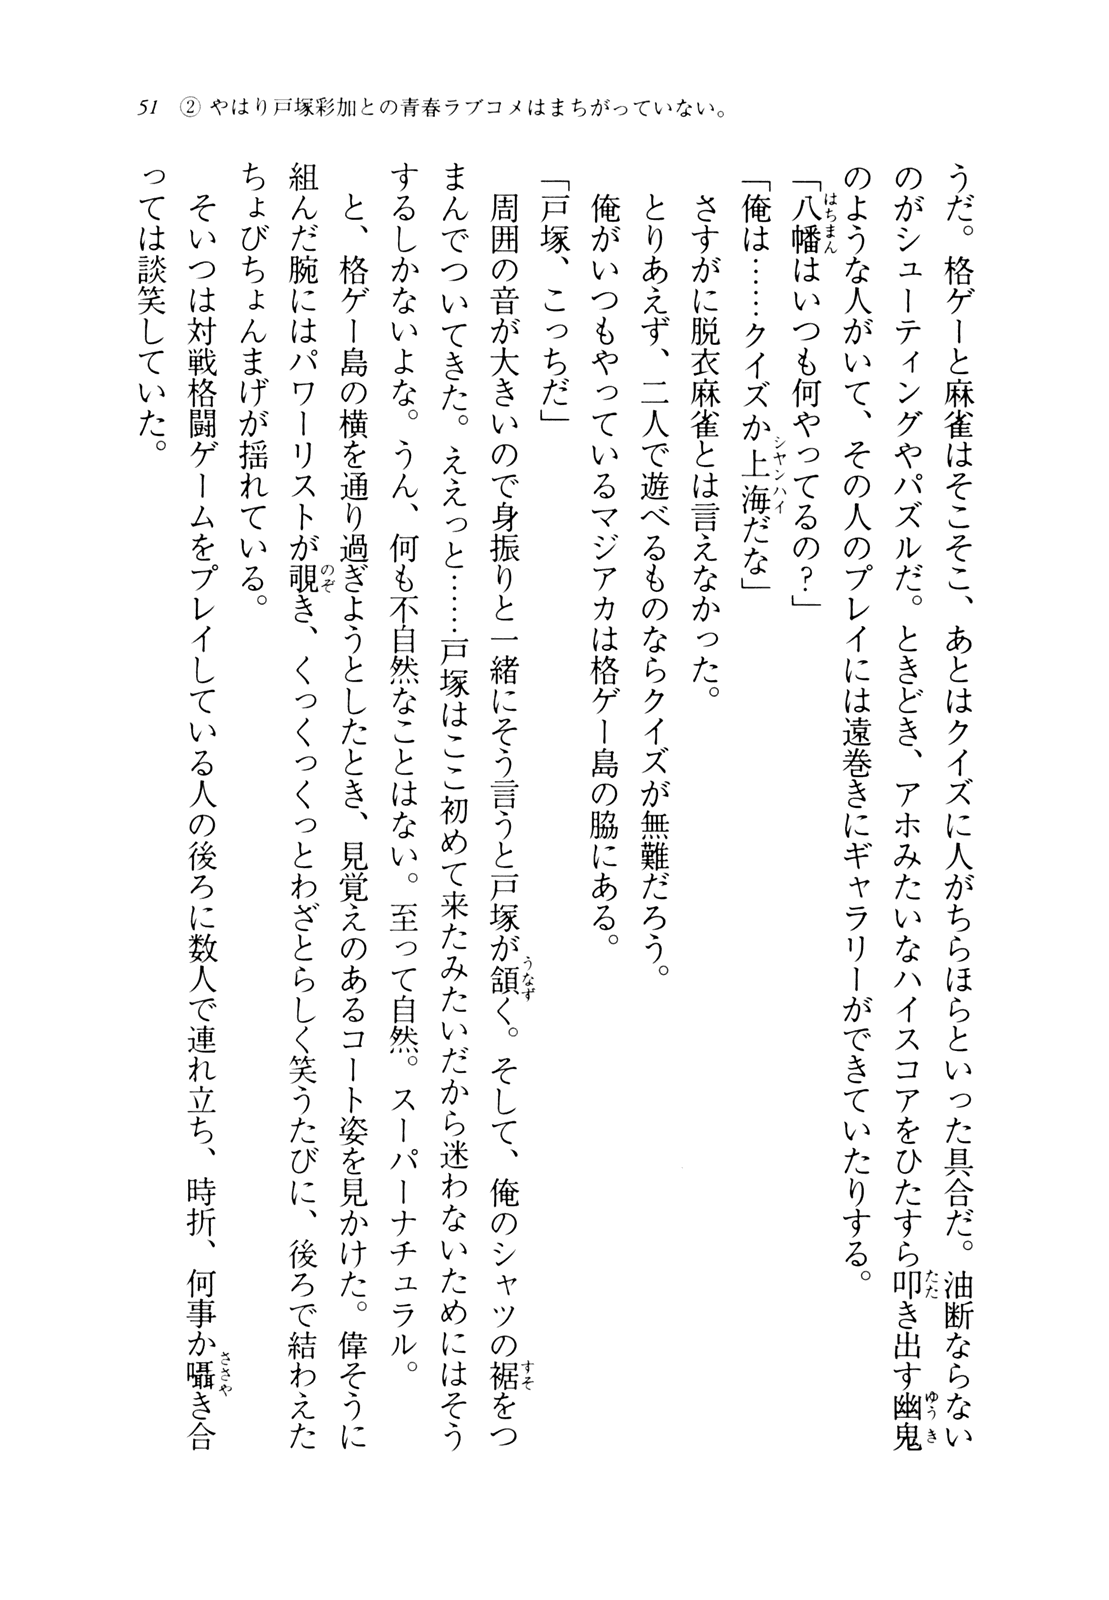 51 ② やはり戸塚彩加との青春ラブコメはまちがっていない。
うだ。格ゲーと麻雀はそこそこ、あとはクイズに人がちらほらといった具合だ。油断ならない
のがシューティングやパズルだ。ときどき、アホみたいなハイスコアをひたすら叩き出す幽鬼
のような人がいて、その人のプレイには遠巻きにギャラリーができていたりする。
「八幡はいつも何やってるの？」
「俺は……クイズか上海だな」
さすがに脱衣麻雀とは言えなかった。
とりあえず、二人で遊べるものならクイズが無難だろう。
俺がいつもやっているマジアカは格ゲー島の脇にある。
「戸塚、こっちだ」
周囲の音が大きいので身振りと一緒にそう言うと戸塚が頷く。そして、俺のシャツの裾をつ
まんでついてきた。ええっと……戸塚はここ初めて来たみたいだから迷わないためにはそう
するしかないよな。うん、何も不自然なことはない。至って自然。スーパーナチュラル。
と、格ゲー島の横を通り過ぎようとしたとき、見覚えのあるコート姿を見かけた。偉そうに
組んだ腕にはパワーリストが覗き、くっくっくっとわざとらしく笑うたびに、後ろで結わえた
ちょびちょんまげが揺れている。
そいつは対戦格闘ゲームをプレイしている人の後ろに数人で連れ立ち、時折、何事か囁き合
っては談笑していた。